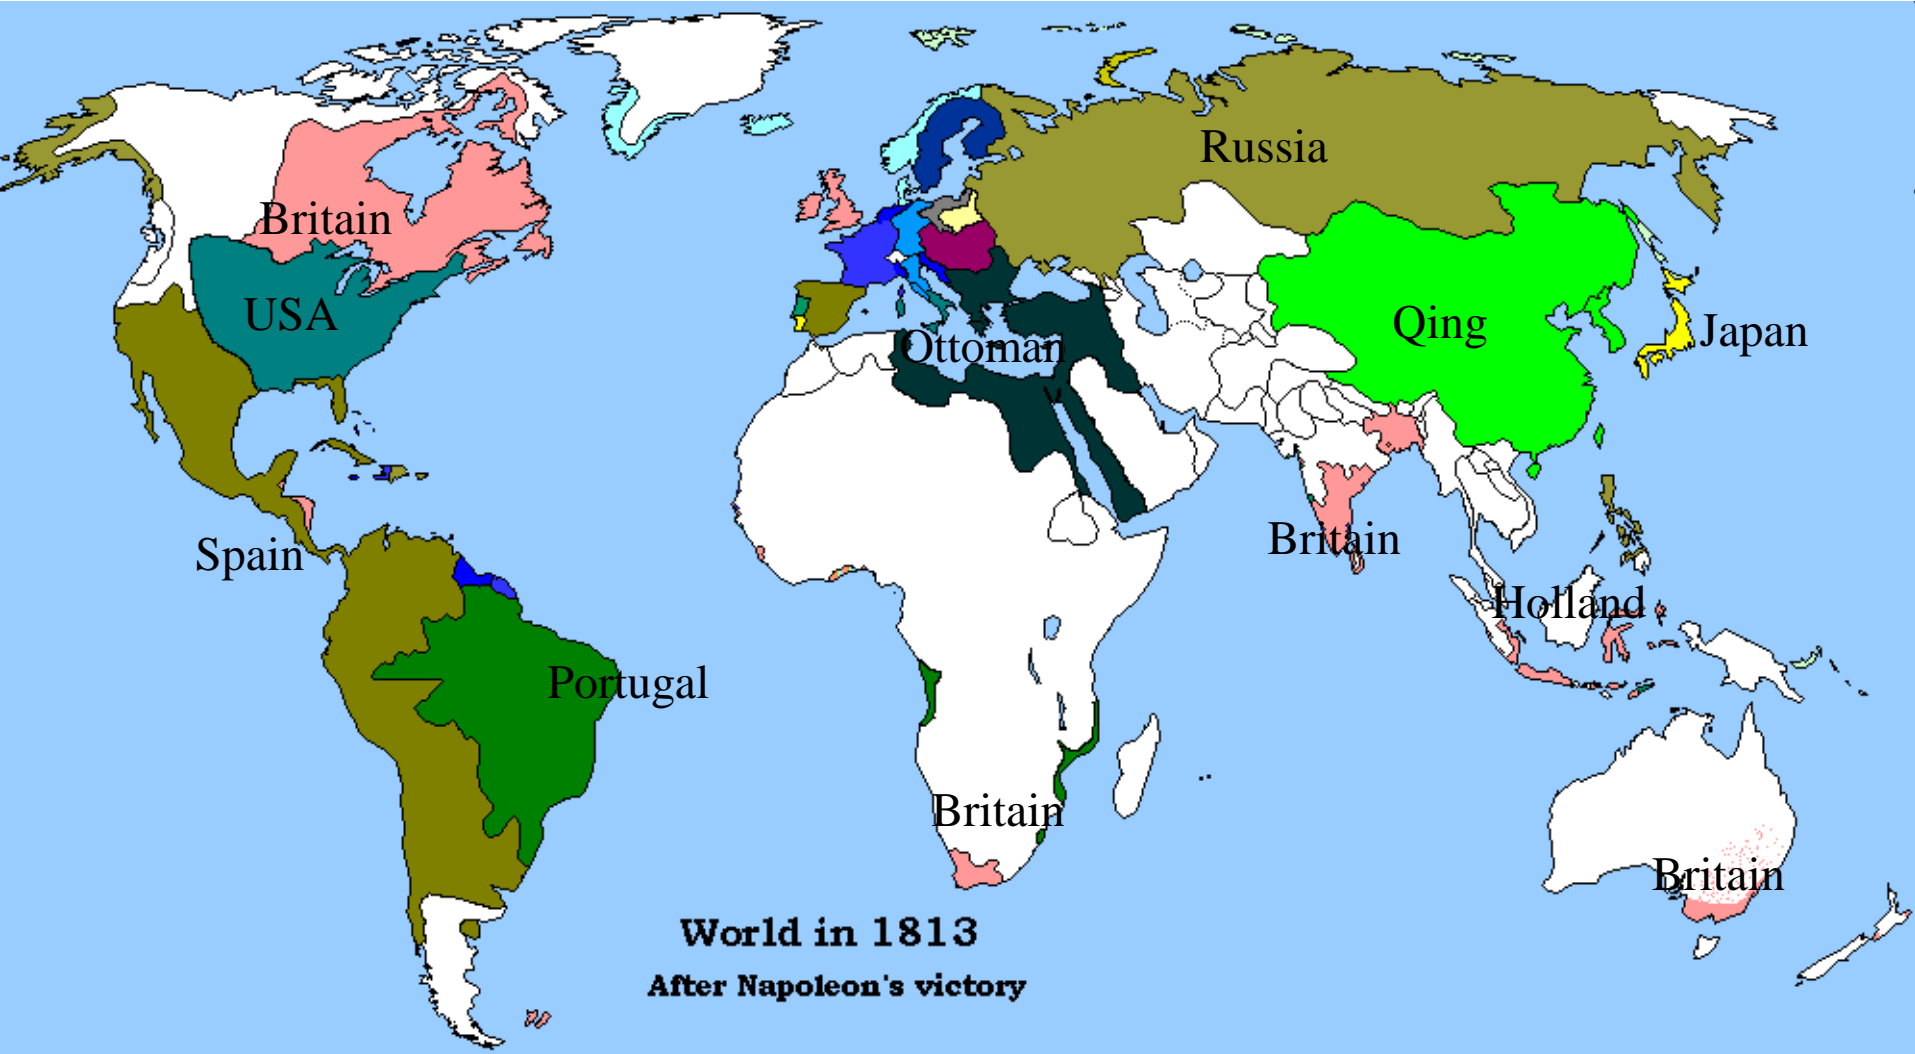 Russia
Britain
USA
Qing
Japan
Ottoman
Spain
Britain
Holland
Portugal
Britain
Britain
World in 1813
After Napoleon's victory